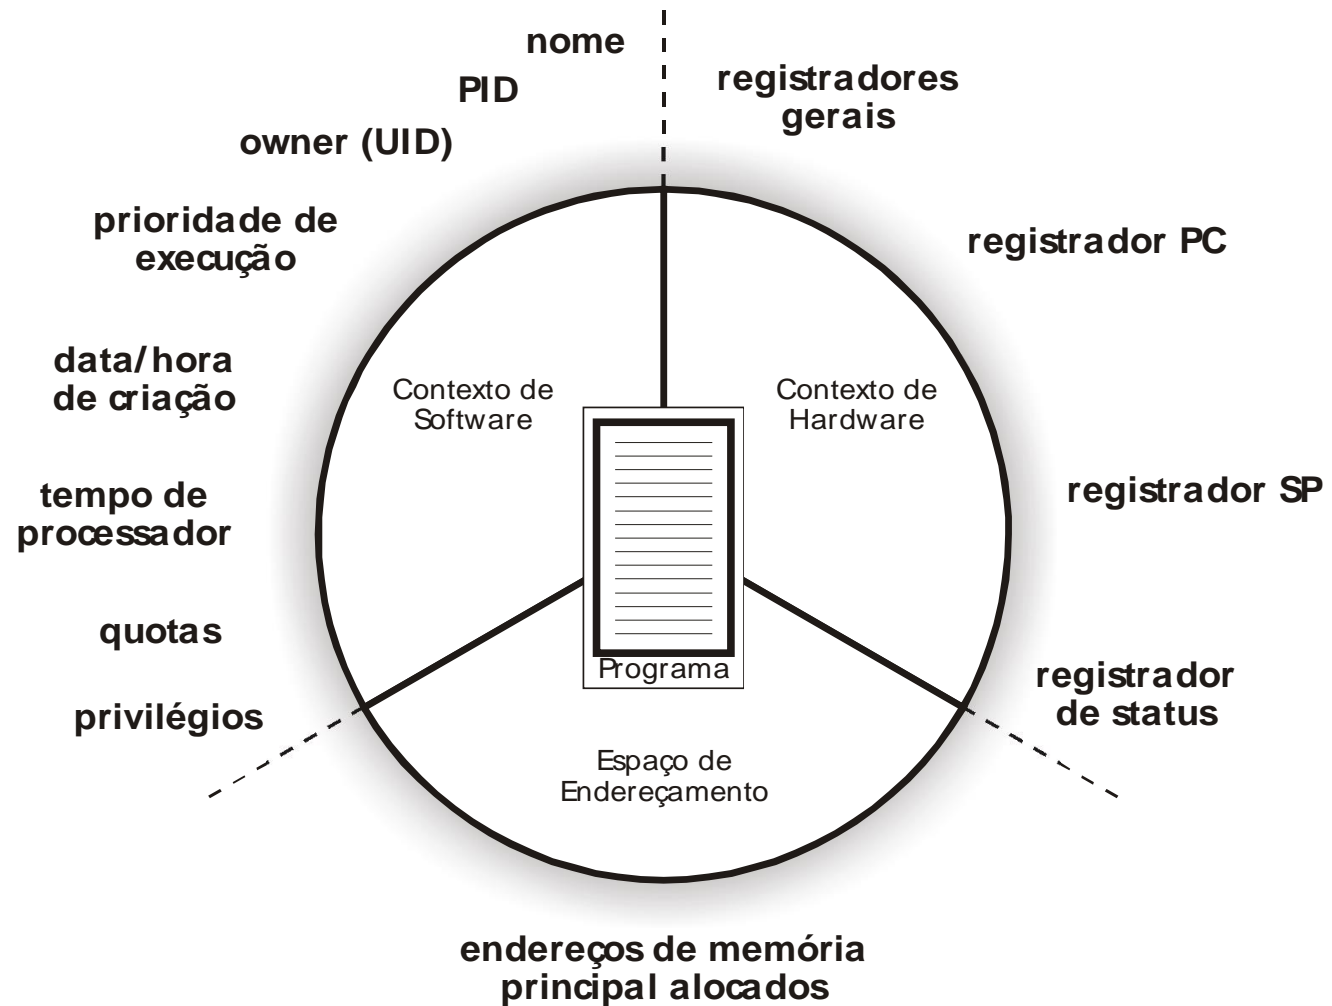 nome
PID
owner (UID)
prioridade de
execução
data/hora
de criação
tempo de
processador
quotas
privilégios
registradores
gerais
registrador PC
registrador SP
registrador
de status
Contexto de
Software
Contexto de
Hardware
Programa
Espaço de
Endereçamento
endereços de memória
principal alocados